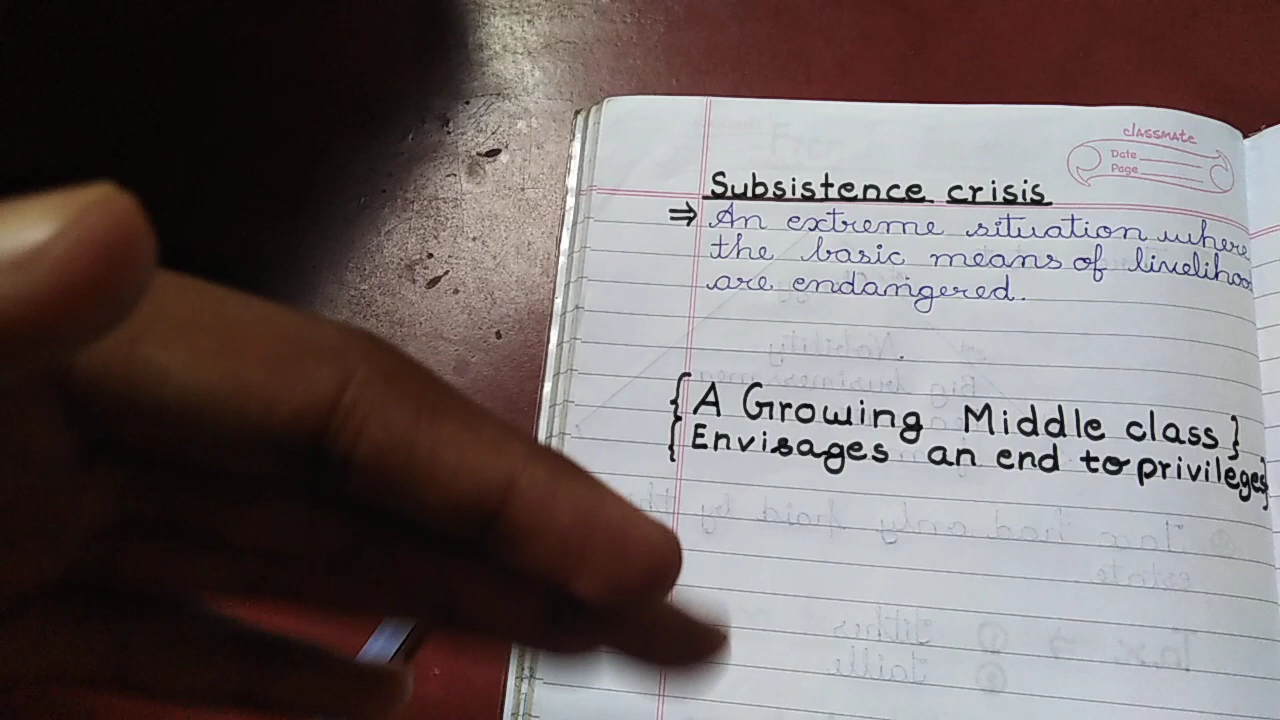 classmate
Date
Page
Subsistence crisis
⇒ An extreme situation where
the basic means of livelihoo
are endangered.
{A Growing Middle class}
{Envisages an end to privileges}